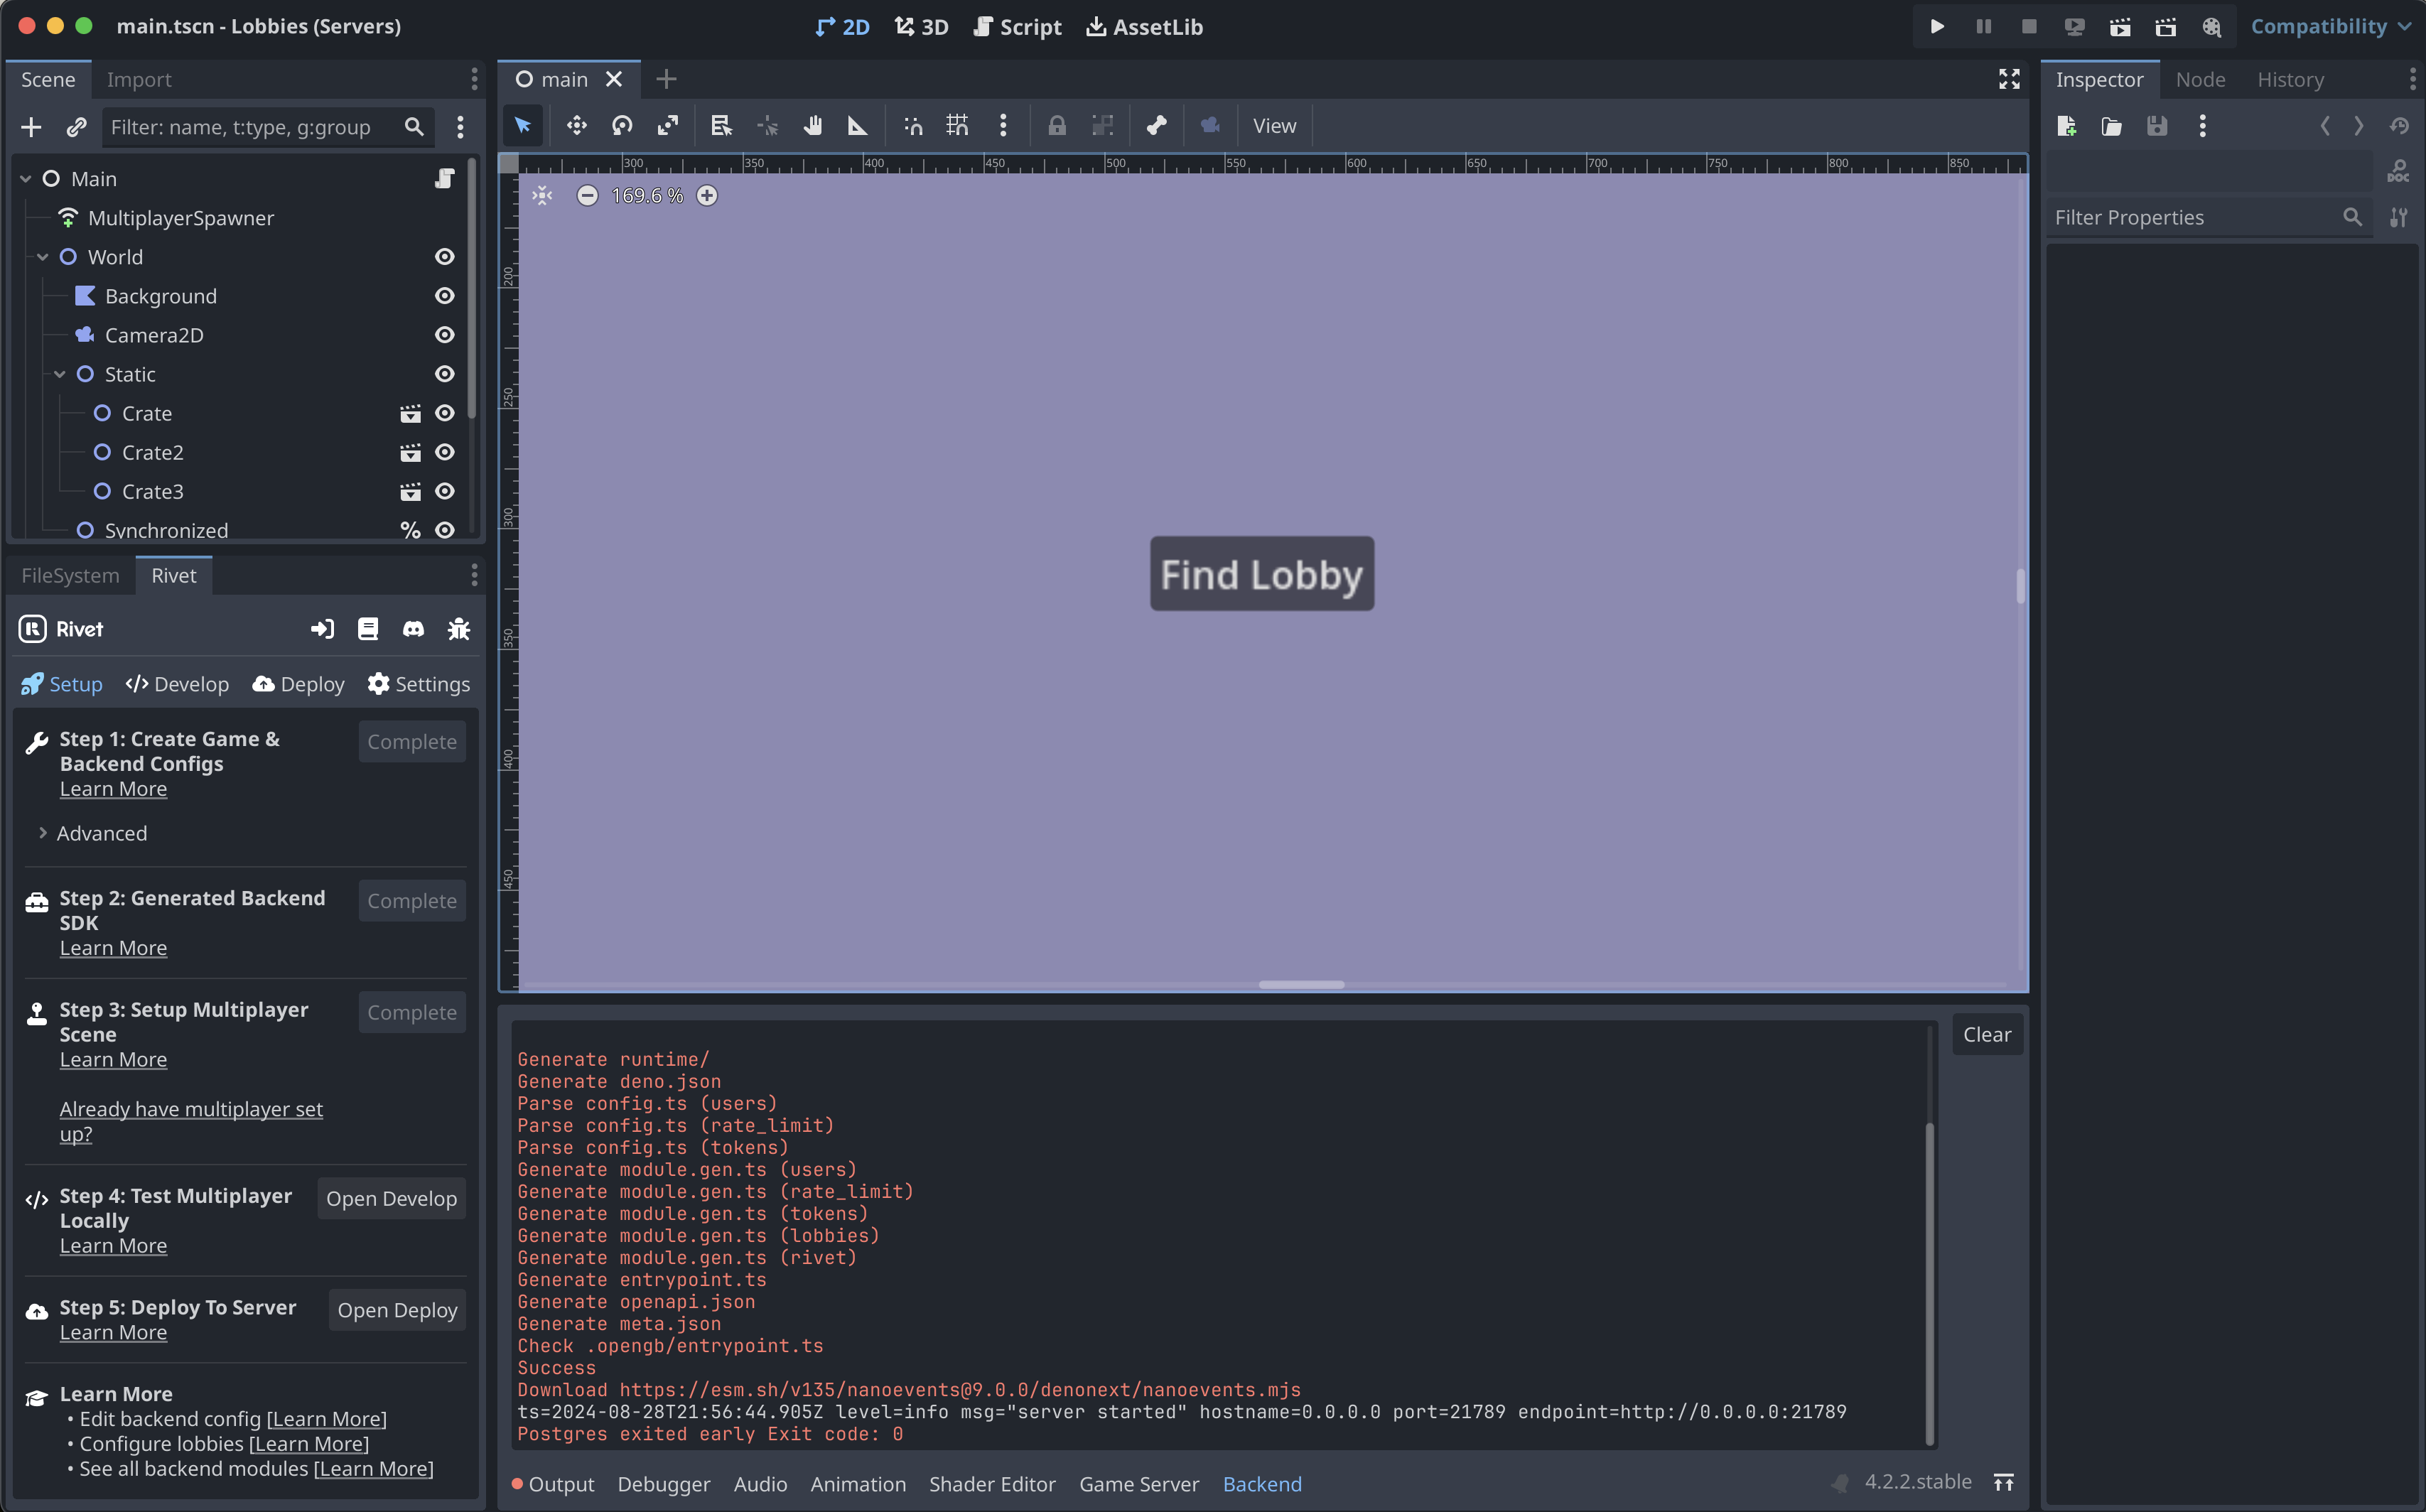 main.tscn - Lobbies (Servers)
2D
3D
Script
AssetLib
Compatibility
Scene
Import
Filter: name, t:type, g:group
Main
MultiplayerSpawner
World
Background
Camera2D
Static
Crate
Crate2
Crate3
Synchronized
FileSystem
Rivet
Rivet
Setup
Develop
Deploy
Settings
Step 1: Create Game &
Backend Configs
Complete
Learn More
Advanced
Step 2: Generated Backend
SDK
Complete
Learn More
Step 3: Setup Multiplayer
Scene
Complete
Learn More
Already have multiplayer set
up?
Step 4: Test Multiplayer
Locally
Open Develop
Learn More
Step 5: Deploy To Server
Open Deploy
Learn More
Learn More
• Edit backend config [Learn More]
• Configure lobbies [Learn More]
• See all backend modules [Learn More]
main
View
300 350 400 450 500 550 600 650 700 750 800 850
169.6 %
200
250
300
350
400
450
Find Lobby
Generate runtime/
Generate deno.json
Parse config.ts (users)
Parse config.ts (rate_limit)
Parse config.ts (tokens)
Generate module.gen.ts (users)
Generate module.gen.ts (rate_limit)
Generate module.gen.ts (tokens)
Generate module.gen.ts (lobbies)
Generate module.gen.ts (rivet)
Generate entrypoint.ts
Generate openapi.json
Generate meta.json
Check .opengb/entrypoint.ts
Success
Download https://esm.sh/v135/nanoevents@9.0.0/denonext/nanoevents.mjs
ts=2024-08-28T21:56:44.905Z level=info msg="server started" hostname=0.0.0.0 port=21789 endpoint=http://0.0.0.0:21789
Postgres exited early Exit code: 0
Clear
Output
Debugger
Audio
Animation
Shader Editor
Game Server
Backend
4.2.2.stable
Inspector
Node
History
DOC
Filter Properties